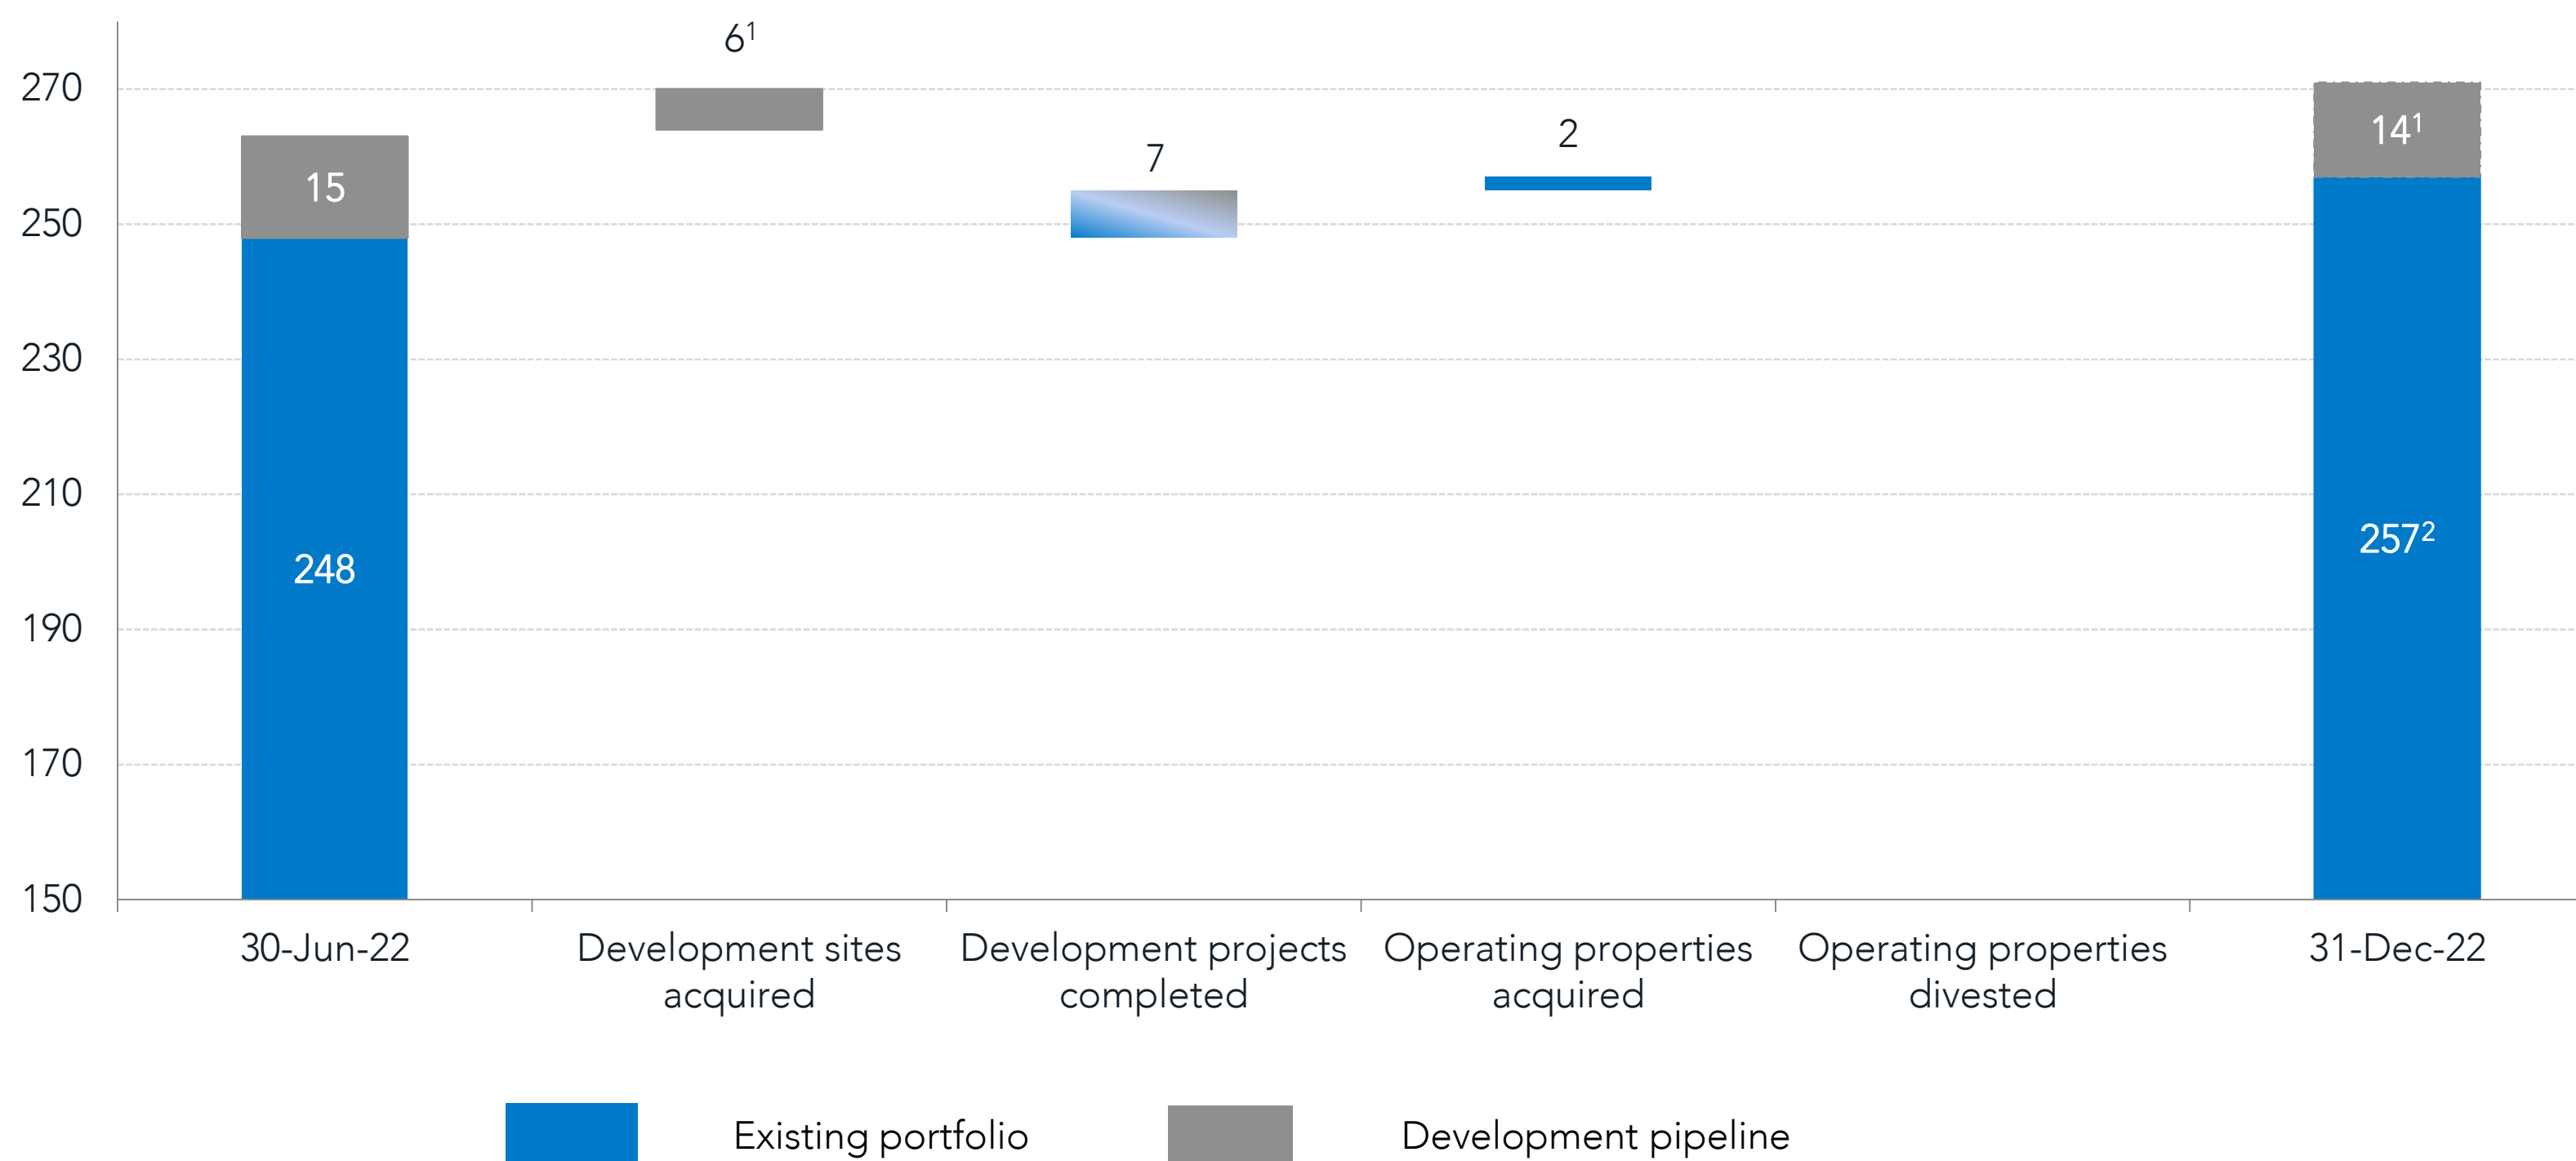 270
250
230
210
190
170
150
15
248
6¹
7
2
14¹
257²
30-Jun-22
Development sites
acquired
Development projects
completed
Operating properties
acquired
Operating properties
divested
31-Dec-22
Existing portfolio
Development pipeline